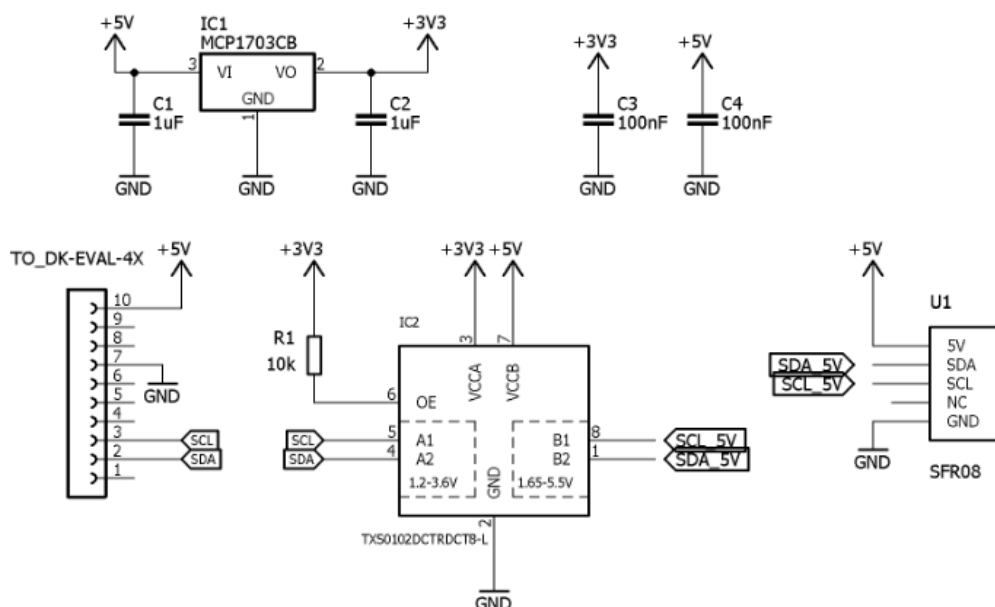 +5V
IC1
MCP1703CB
+3V3
3
VI
VO
2
GND
1
C1
1uF
C2
1uF
GND
GND
GND
+3V3
+5V
C3
100nF
C4
100nF
GND
GND
TO_DK-EVAL-4X
+5V
10
9
8
7
6
5
4
3
2
1
GND
SCL
SDA
+3V3
R1
10k
+3V3
+5V
IC2
3
7
VCCA
VCCB
6
OE
SCL
5
A1
SDA
4
A2
1.2-3.6V
GND
B1
8
SCL_5V
B2
1
SDA_5V
1.65-5.5V
2
TXS0102DCTRDCT8-L
GND
+5V
U1
5V
SDA_5V
SDA
SCL_5V
SCL
NC
GND
GND
SFR08